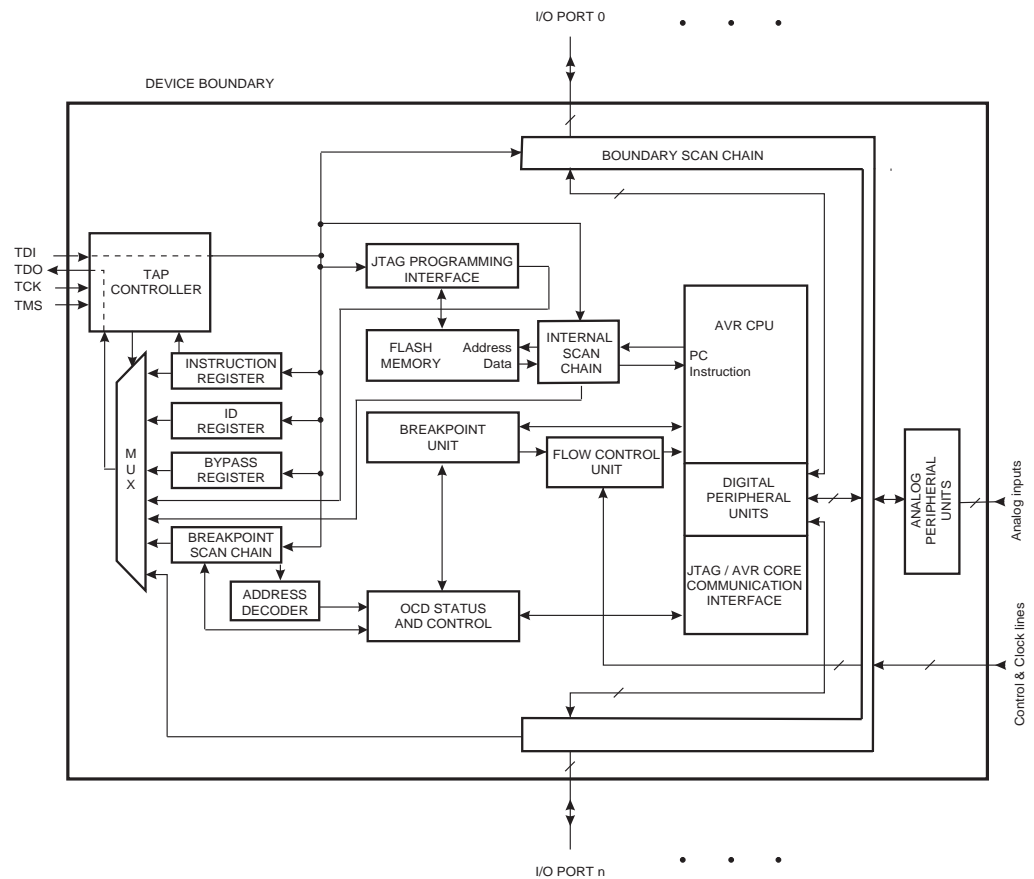 I/O PORT 0
DEVICE BOUNDARY
BOUNDARY SCAN CHAIN
TDI
TDO
TCK
TMS
TAP
CONTROLLER
JTAG PROGRAMMING
INTERFACE
AVR CPU
FLASH
MEMORY
Address
Data
INTERNAL
SCAN
CHAIN
PC
Instruction
INSTRUCTION
REGISTER
ID
REGISTER
BYPASS
REGISTER
MUX
BREAKPOINT
UNIT
FLOW CONTROL
UNIT
DIGITAL
PERIPHERAL
UNITS
ANALOG
PERIPHERIAL
UNITS
Analog inputs
BREAKPOINT
SCAN CHAIN
ADDRESS
DECODER
OCD STATUS
AND CONTROL
JTAG / AVR CORE
COMMUNICATION
INTERFACE
Control & Clock lines
I/O PORT n